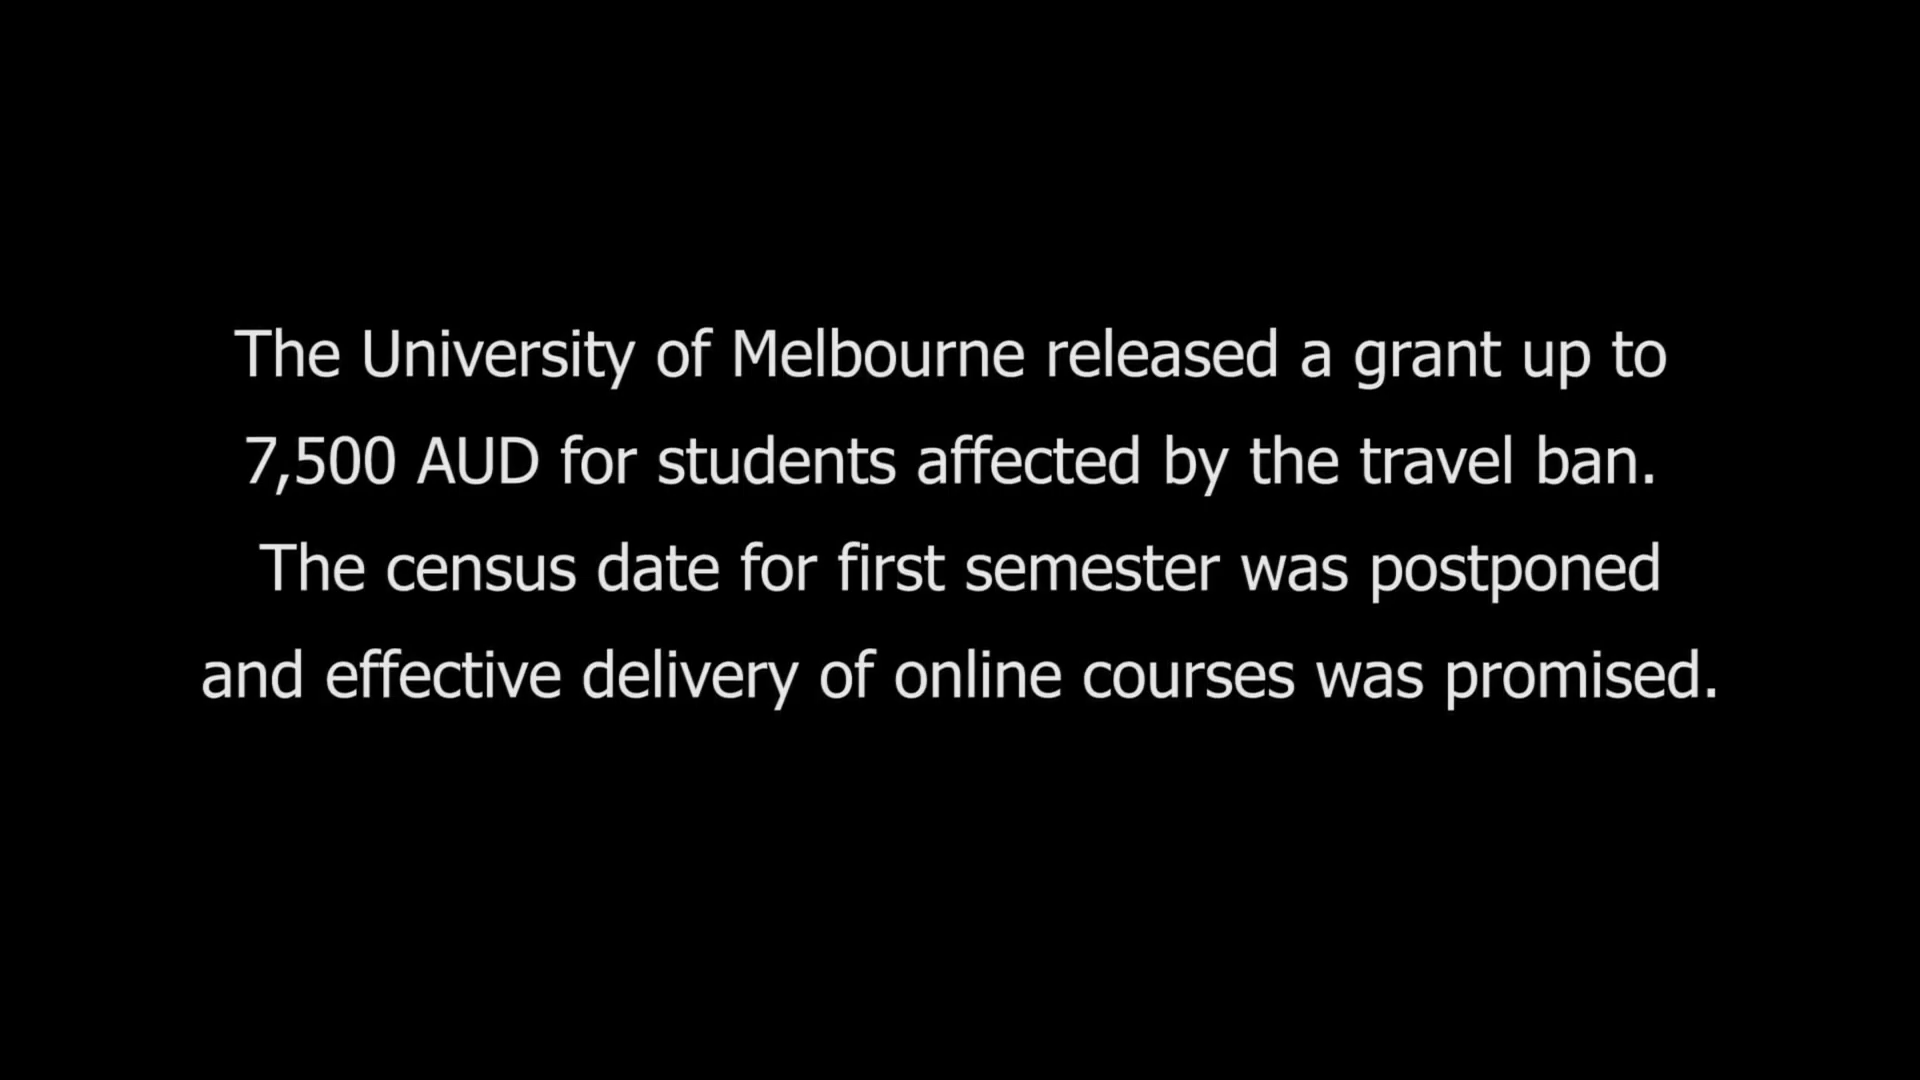 The University of Melbourne released a grant up to
7,500 AUD for students affected by the travel ban.
The census date for first semester was postponed
and effective delivery of online courses was promised.